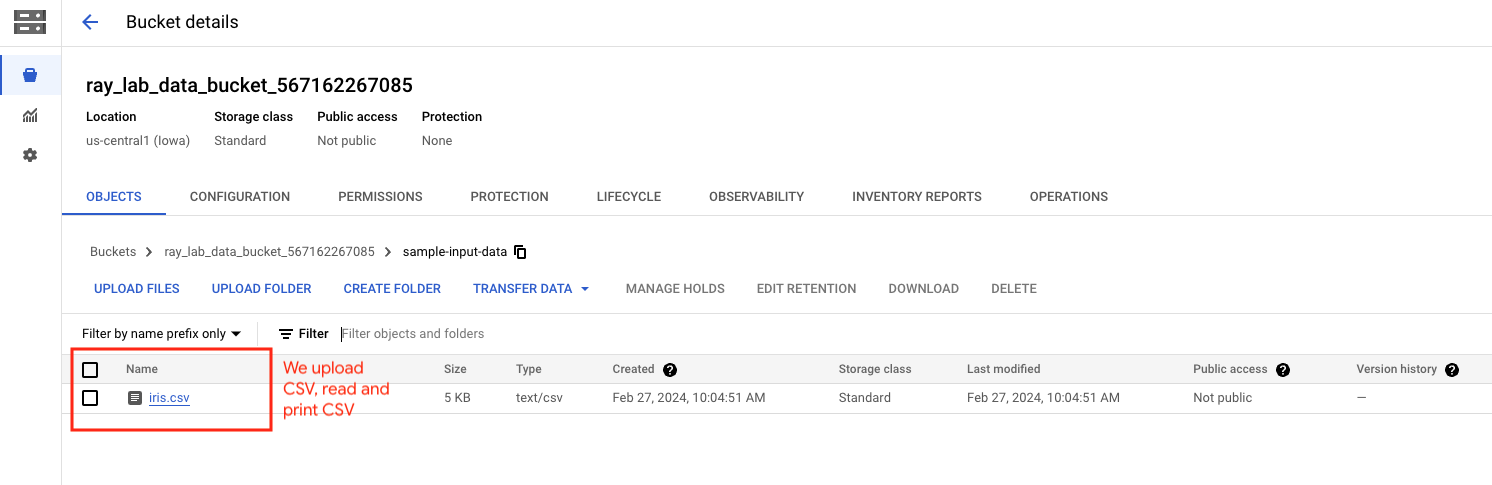 Bucket details
ray_lab_data_bucket_567162267085
Location Storage class Public access Protection
us-central1 (Iowa) Standard Not public None
OBJECTS CONFIGURATION PERMISSIONS PROTECTION LIFECYCLE OBSERVABILITY INVENTORY REPORTS OPERATIONS
Buckets > ray_lab_data_bucket_567162267085 > sample-input-data
UPLOAD FILES UPLOAD FOLDER CREATE FOLDER TRANSFER DATA MANAGE HOLDS EDIT RETENTION DOWNLOAD DELETE
Filter by name prefix only Filter Filter objects and folders
Name Size Type Created ? Storage class Last modified Public access ? Version history ?
iris.csv 5 KB text/csv Feb 27, 2024, 10:04:51 AM Standard Feb 27, 2024, 10:04:51 AM Not public —
We upload
CSV, read and
print CSV